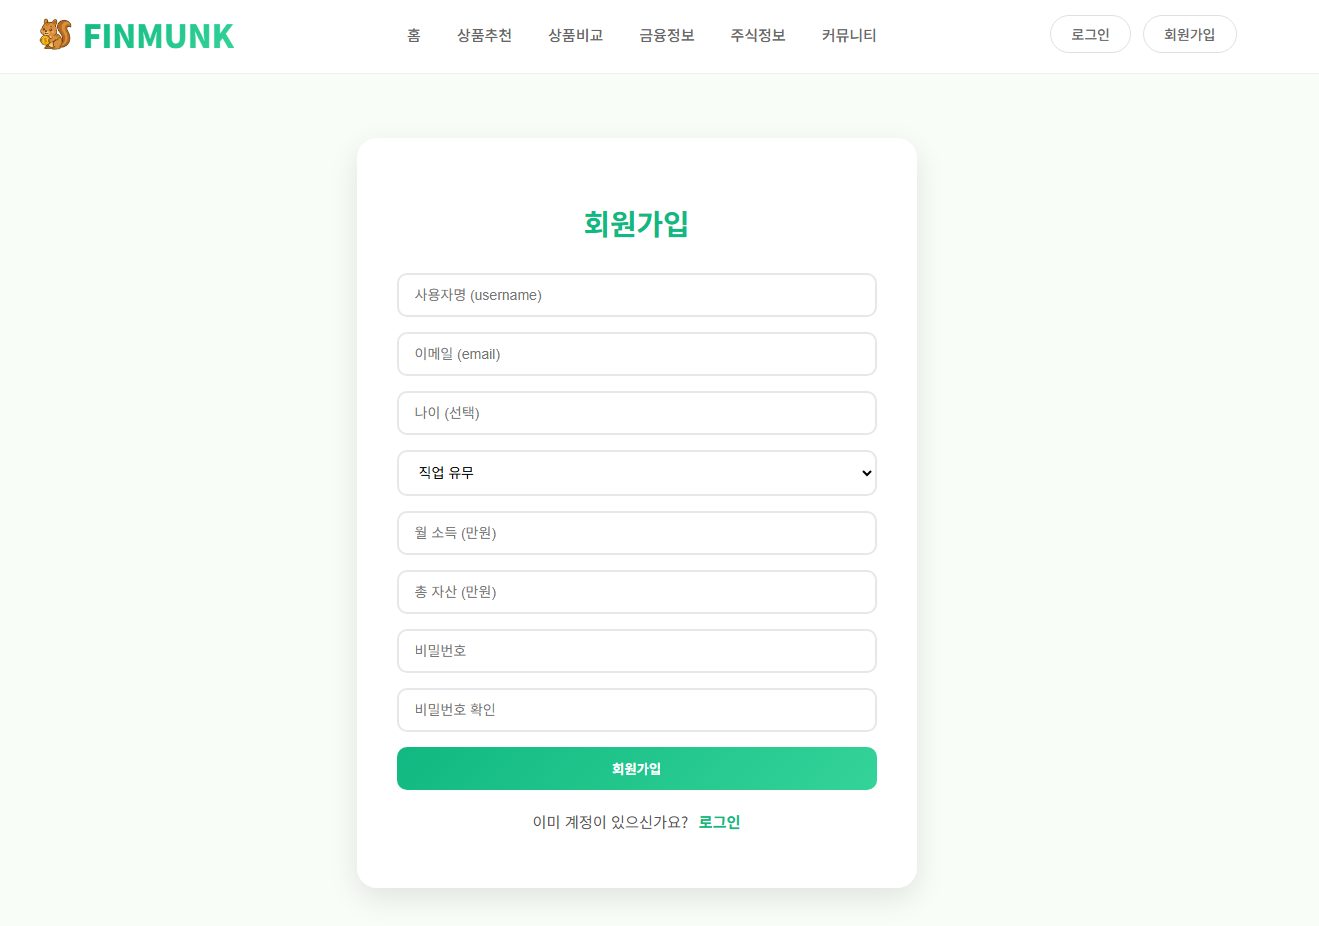 FINMUNK 홈 상품추천 상품비교 금융정보 주식정보 커뮤니티 로그인 회원가입
회원가입
사용자명 (username)
이메일 (email)
나이 (선택)
직업 유무
월 소득 (만원)
총 자산 (만원)
비밀번호
비밀번호 확인
회원가입
이미 계정이 있으신가요? 로그인